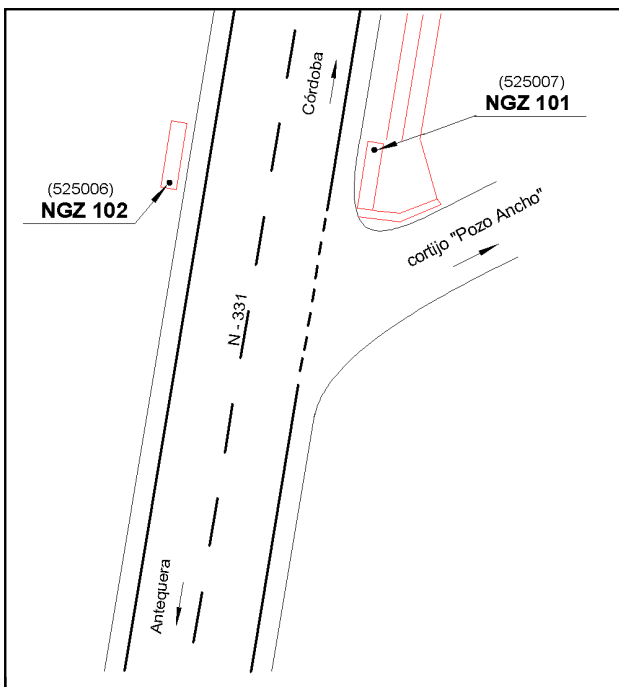 Córdoba
(525007)
NGZ 101
(525006)
NGZ 102
cortijo "Pozo Ancho"
N - 331
Antequera